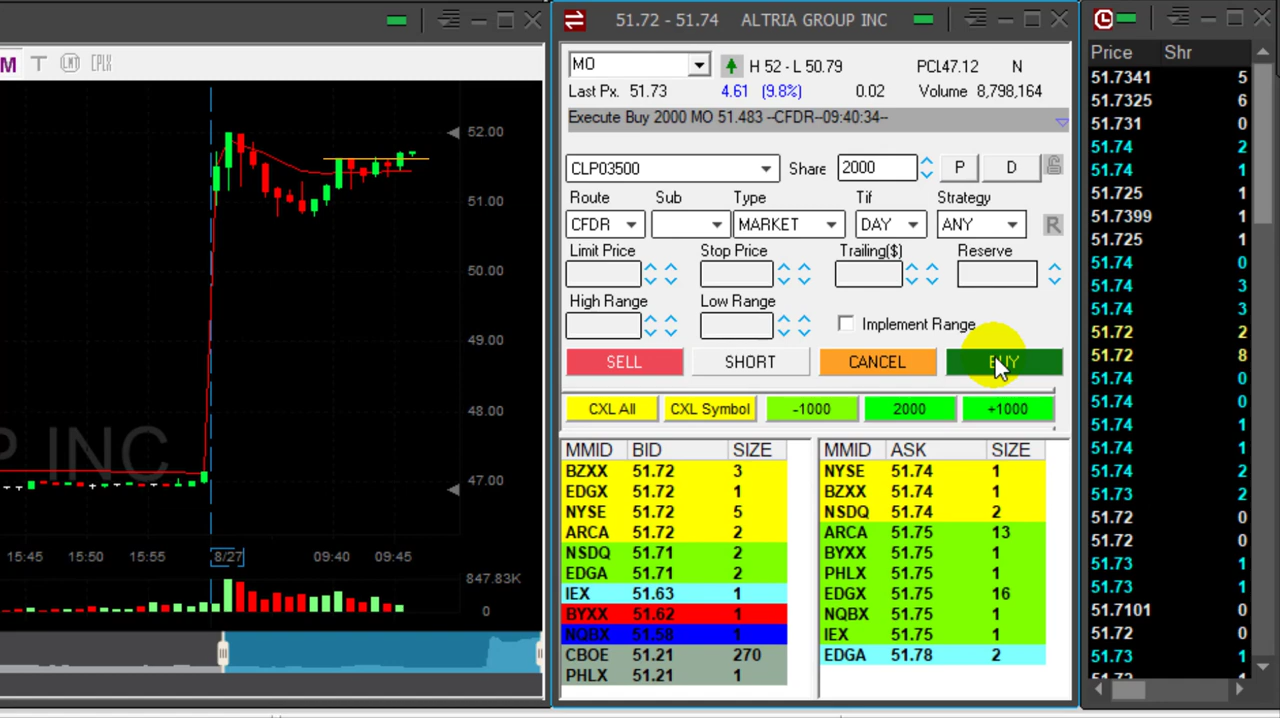 M T LMT CPLX
52.00
51.00
50.00
49.00
48.00
47.00
P INC
15:45 15:50 15:55 8/27 09:40 09:45
847.83K
0
51.72 - 51.74 ALTRIA GROUP INC
MO H 52 - L 50.79 PCL47.12 N
Last Px. 51.73 4.61 (9.8%) 0.02 Volume 8,798,164
Execute Buy 2000 MO 51.483 --CFDR--09:40:34--
CLP03500 Share 2000 P D
Route Sub Type Tif Strategy
CFDR MARKET DAY ANY R
Limit Price Stop Price Trailing($) Reserve
High Range Low Range
Implement Range
SELL SHORT CANCEL BUY
CXL All CXL Symbol -1000 2000 +1000
MMID BID SIZE
BZXX 51.72 3
EDGX 51.72 1
NYSE 51.72 5
ARCA 51.72 2
NSDQ 51.71 2
EDGA 51.71 2
IEX 51.63 1
BYXX 51.62 1
NQBX 51.58 1
CBOE 51.21 270
PHLX 51.21 1
MMID ASK SIZE
NYSE 51.74 1
BZXX 51.74 1
NSDQ 51.74 2
ARCA 51.75 13
BYXX 51.75 1
PHLX 51.75 1
EDGX 51.75 16
NQBX 51.75 1
IEX 51.75 1
EDGA 51.78 2
Price Shr
51.7341 5
51.7325 6
51.731 0
51.74 2
51.74 1
51.725 1
51.7399 1
51.725 1
51.74 0
51.74 3
51.74 3
51.72 2
51.72 8
51.74 0
51.74 0
51.74 1
51.74 1
51.74 2
51.73 2
51.72 0
51.72 0
51.73 1
51.73 1
51.7101 0
51.72 0
51.73 1
51.72 1